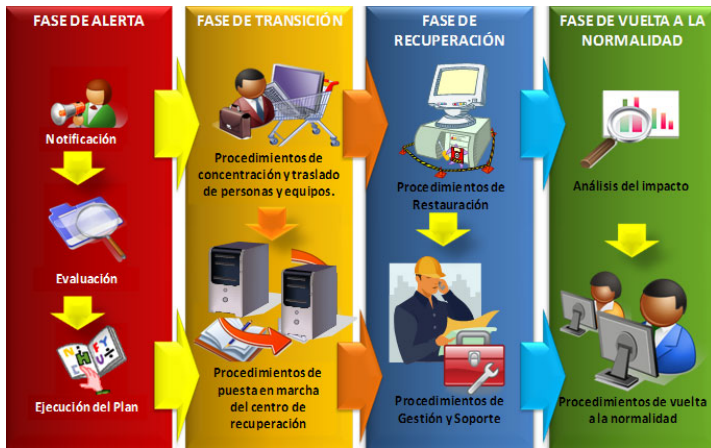 FASE DE ALERTA
Notificación
Evaluación
Ejecución del Plan
FASE DE TRANSICIÓN
Procedimientos de
concentración y traslado
de personas y equipos.
Procedimientos de
puesta en marcha
del centro de
recuperación
FASE DE
RECUPERACIÓN
Procedimientos de
Restauración
Procedimientos de
Gestión y Soporte
FASE DE VUELTA A LA
NORMALIDAD
Análisis del impacto
Procedimientos de vuelta
a la normalidad